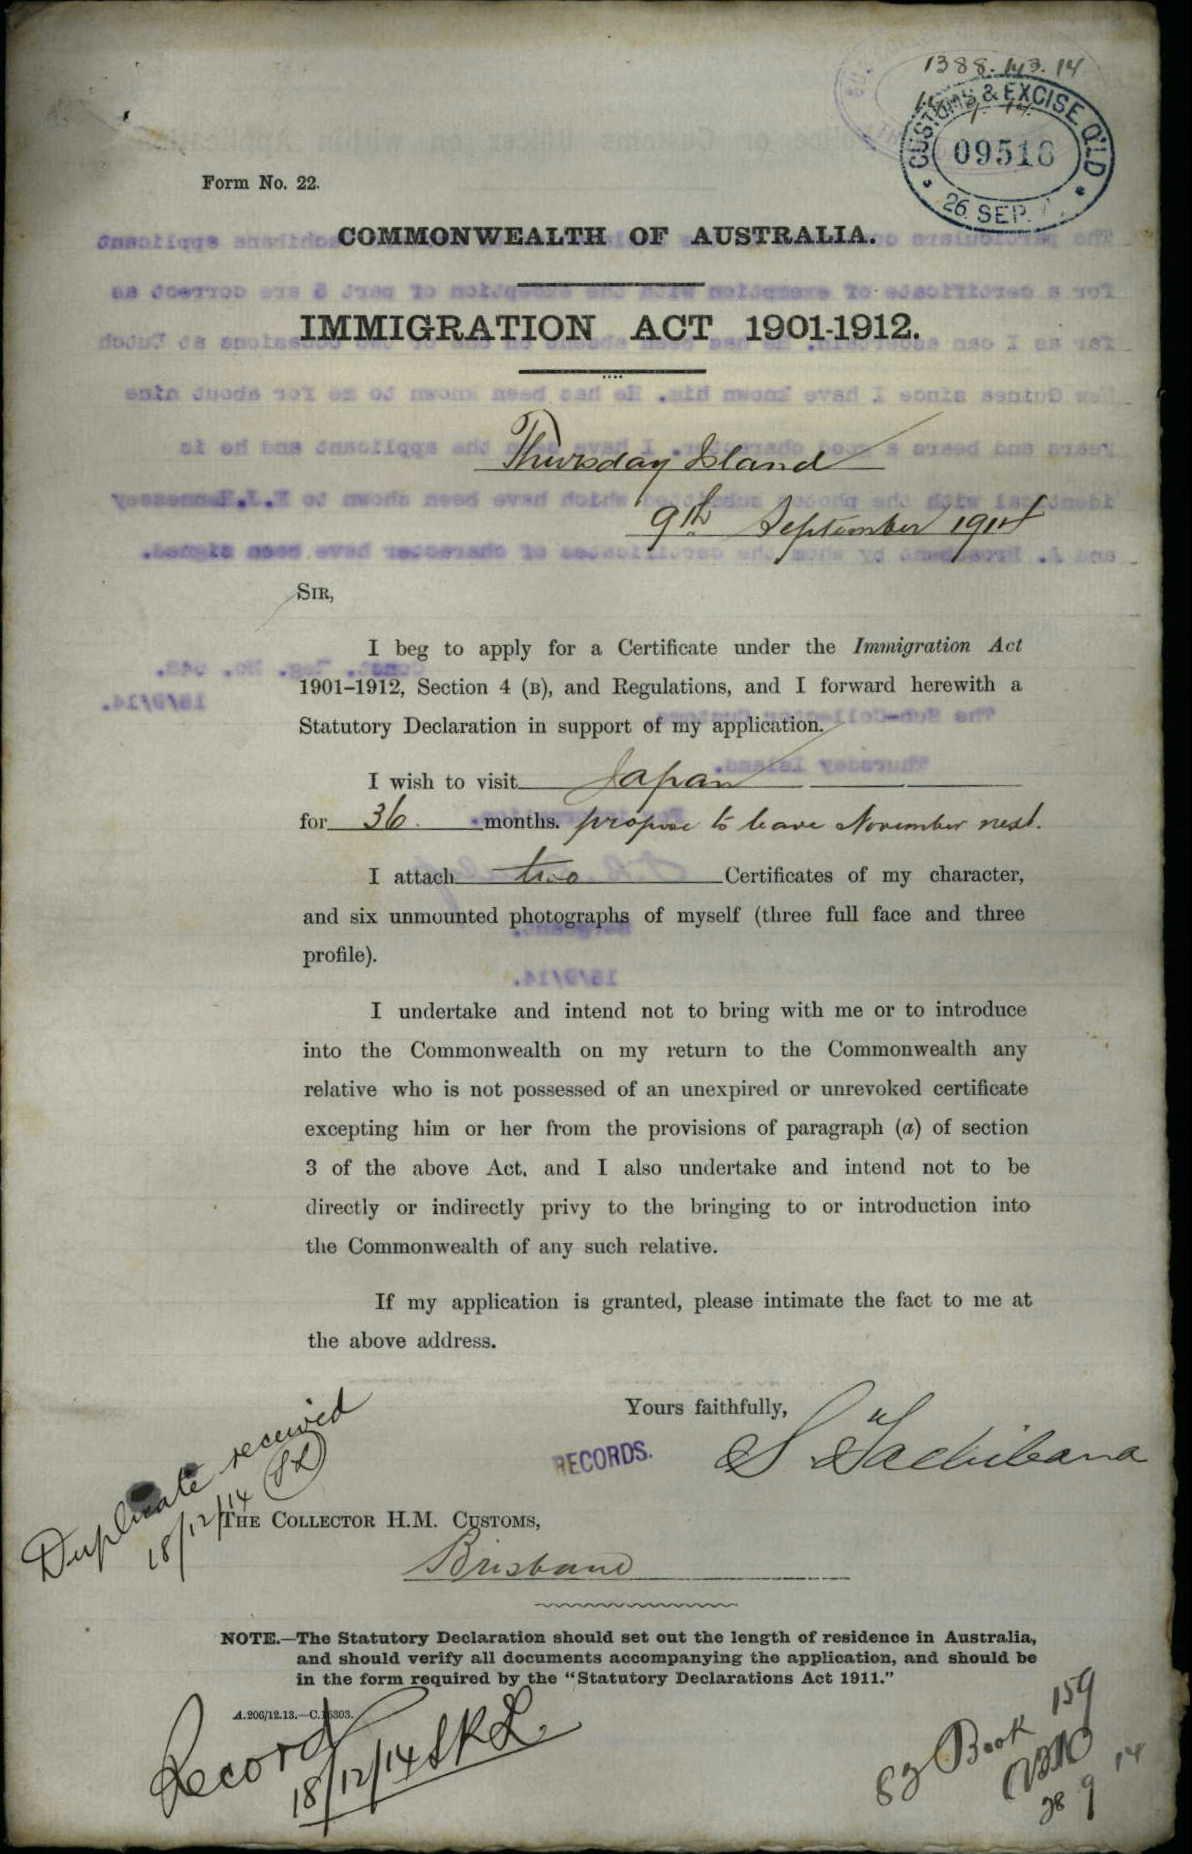 1388. 143. 14
CUSTOMS & EXCISE Q'LD
09516
26 SEP.
Form No. 22.
COMMONWEALTH OF AUSTRALIA.
IMMIGRATION ACT 1901-1912.
Thursday Island
9th September 1914
SIR,
I beg to apply for a Certificate under the Immigration Act
1901–1912, Section 4 (B), and Regulations, and I forward herewith a
Statutory Declaration in support of my application.
I wish to visit Japan
for 36. months. propose to leave November next.
I attach two Certificates of my character,
and six unmounted photographs of myself (three full face and three
profile).
I undertake and intend not to bring with me or to introduce
into the Commonwealth on my return to the Commonwealth any
relative who is not possessed of an unexpired or unrevoked certificate
excepting him or her from the provisions of paragraph (a) of section
3 of the above Act, and I also undertake and intend not to be
directly or indirectly privy to the bringing to or introduction into
the Commonwealth of any such relative.
If my application is granted, please intimate the fact to me at
the above address.
Yours faithfully,
S Tachibana
RECORDS.
Duplicate received
18/12/14
THE COLLECTOR H.M. CUSTOMS,
Brisbane
NOTE.—The Statutory Declaration should set out the length of residence in Australia,
and should verify all documents accompanying the application, and should be
in the form required by the "Statutory Declarations Act 1911."
A.206/12.13.—C.15303.
Record
18/12/14 SRL.
Book 159
28 9 14